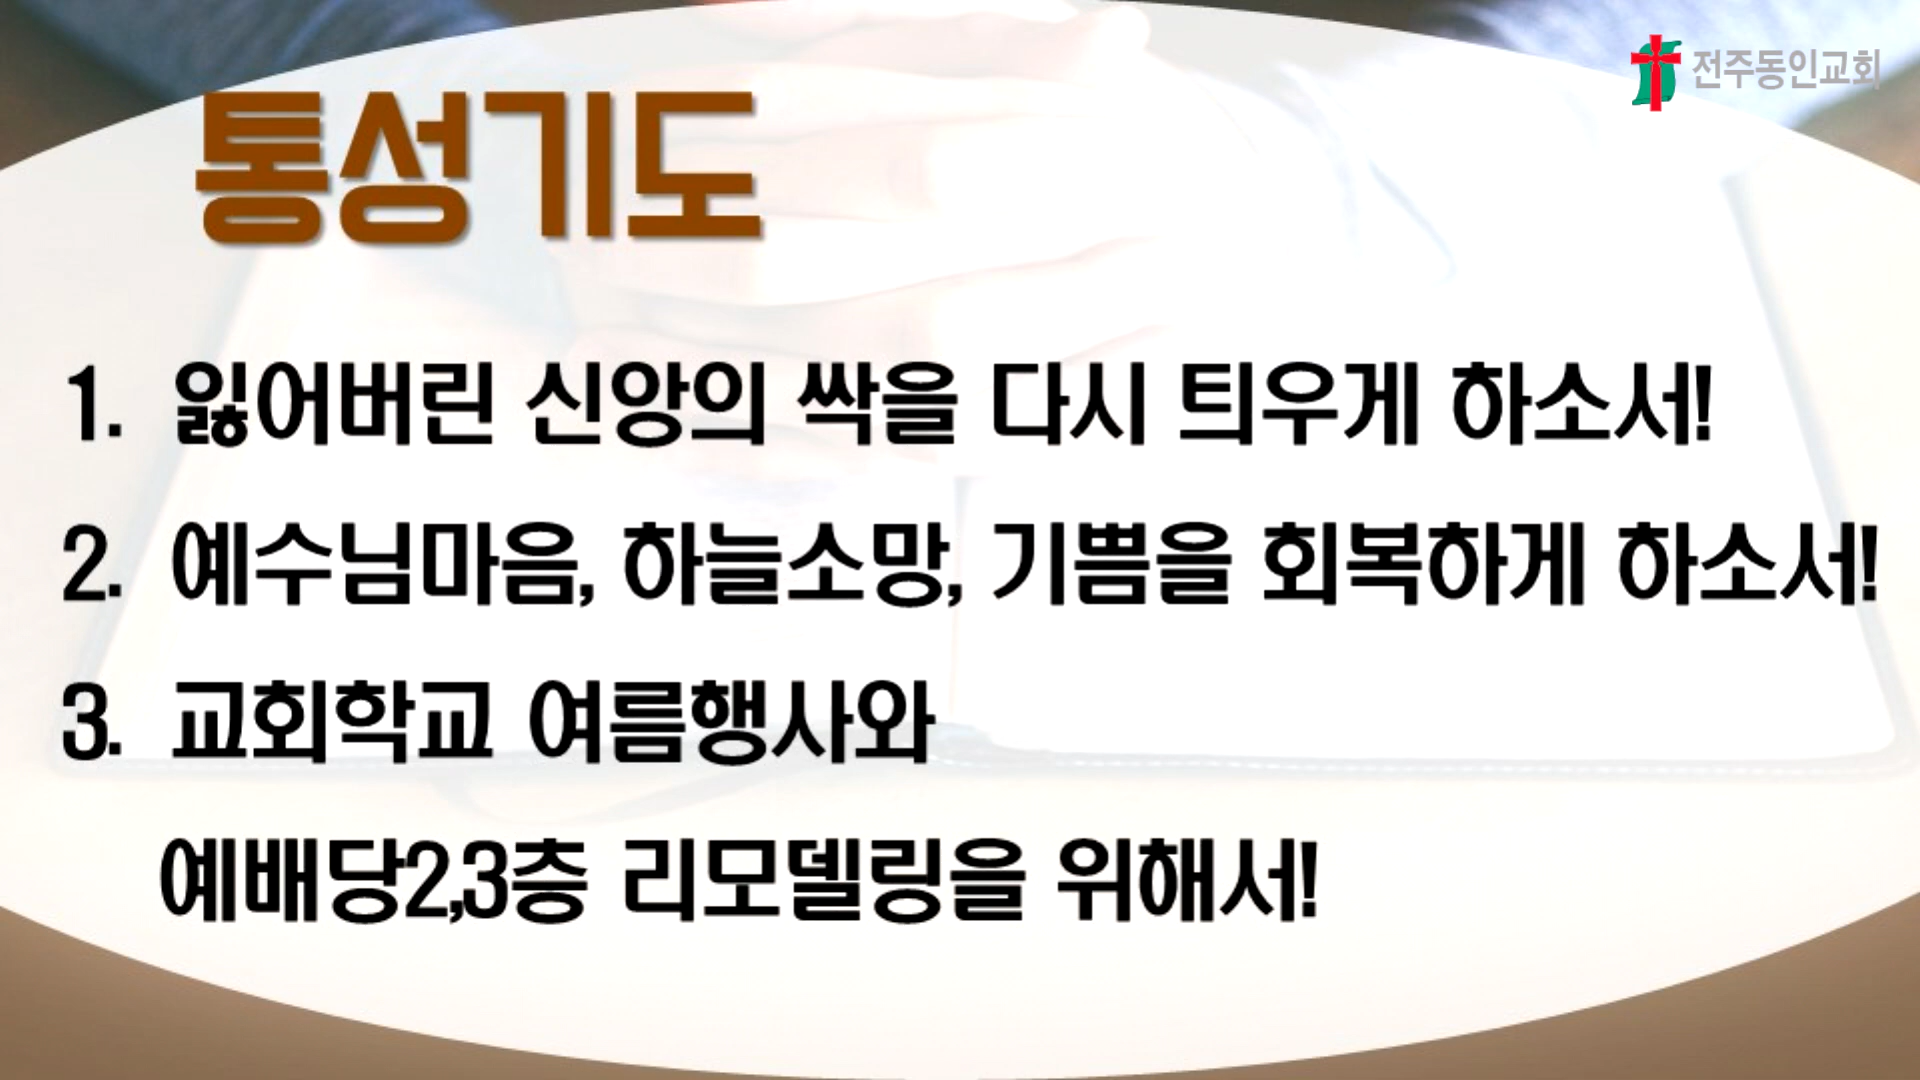 전주동인교회
통성기도
1. 잃어버린 신앙의 싹을 다시 틔우게 하소서!
2. 예수님마음, 하늘소망, 기쁨을 회복하게 하소서!
3. 교회학교 여름행사와
예배당2,3층 리모델링을 위해서!